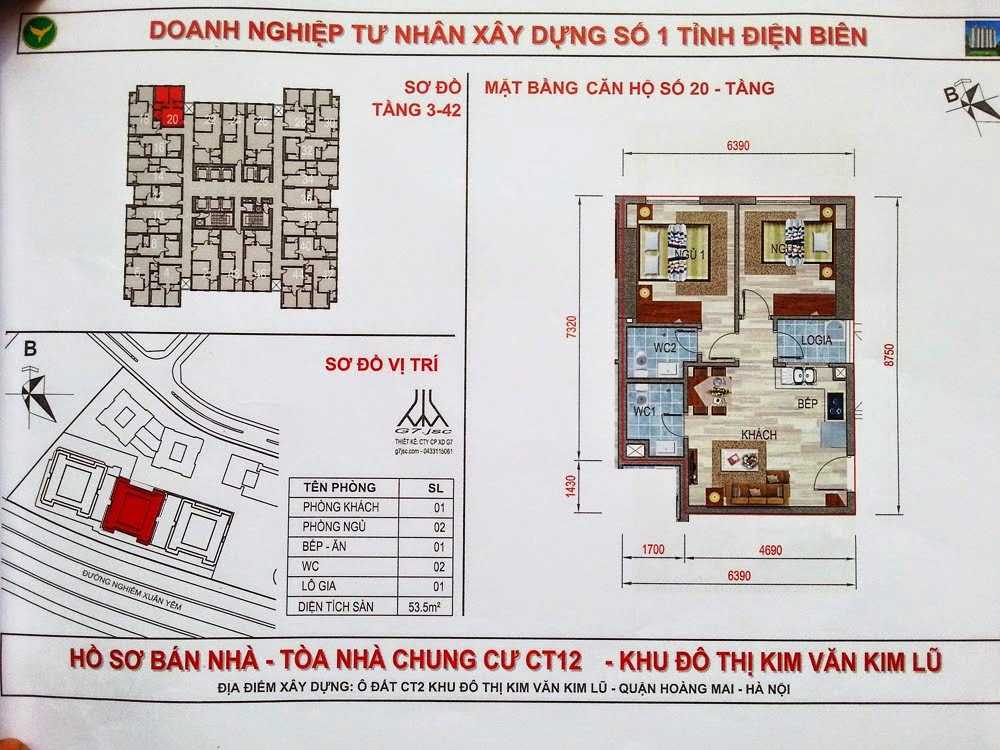 DOANH NGHIỆP TƯ NHÂN XÂY DỰNG SỐ 1 TỈNH ĐIỆN BIÊN
SƠ ĐỒ
TẦNG 3-42
20
MẶT BẰNG CĂN HỘ SỐ 20 - TẦNG
B
6390
7320
1430
8750
NGỦ 1
WC2
LOGIA
WC1
BẾP
KHÁCH
1700
4690
6390
B
SƠ ĐỒ VỊ TRÍ
G7.jsc
THIẾT KẾ: CTY CP XD G7
g7jsc.com - 0433115061
TÊN PHÒNG SL
PHÒNG KHÁCH 01
PHÒNG NGỦ 02
BẾP - ĂN 01
WC 02
LÔ GIA 01
DIỆN TÍCH SÀN 53.5m²
ĐƯỜNG NGHIÊM XUÂN YÊM
HỒ SƠ BÁN NHÀ - TÒA NHÀ CHUNG CƯ CT12 - KHU ĐÔ THỊ KIM VĂN KIM LŨ
ĐỊA ĐIỂM XÂY DỰNG: Ô ĐẤT CT2 KHU ĐÔ THỊ KIM VĂN KIM LŨ - QUẬN HOÀNG MAI - HÀ NỘI